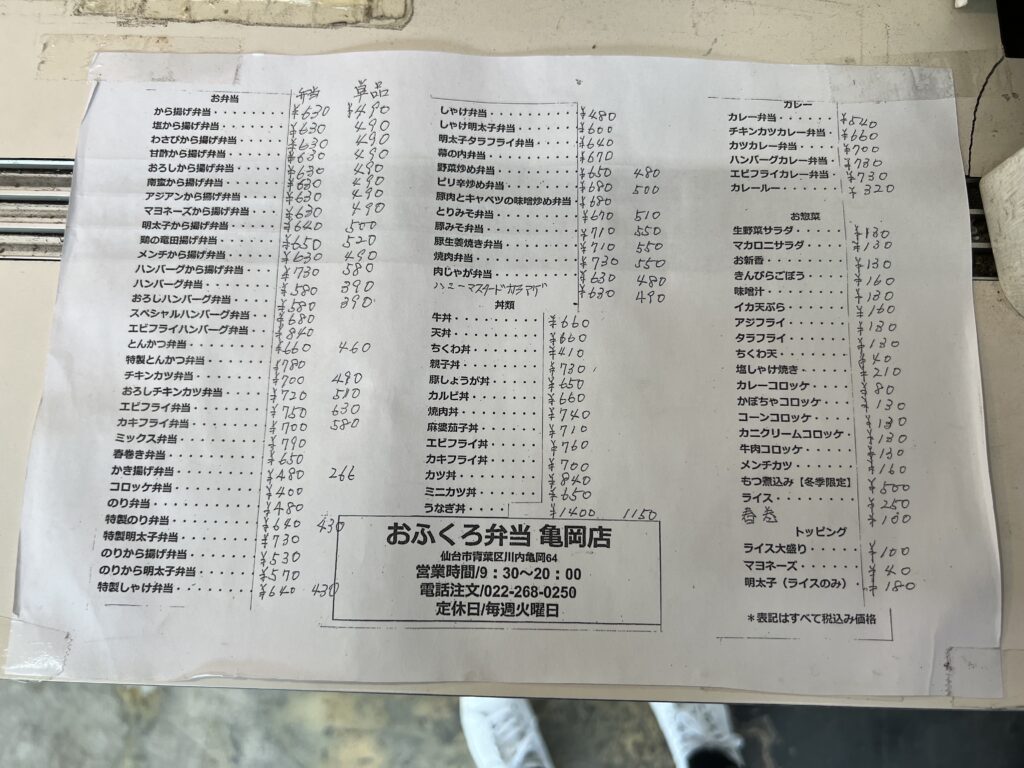 お弁当 弁当 単品
から揚げ弁当 ¥630 ¥490
塩から揚げ弁当 ¥630 490
わさびから揚げ弁当 ¥630 490
甘酢から揚げ弁当 ¥630 490
おろしから揚げ弁当 ¥630 490
南蛮から揚げ弁当 ¥630 490
アジアンから揚げ弁当 ¥630 490
マヨネーズから揚げ弁当 ¥630 490
明太子から揚げ弁当 ¥640 500
鶏の竜田揚げ弁当 ¥650 520
メンチから揚げ弁当 ¥630 490
ハンバーグから揚げ弁当 ¥730 580
ハンバーグ弁当 ¥580 390
おろしハンバーグ弁当 ¥580 390
スペシャルハンバーグ弁当 ¥680
エビフライハンバーグ弁当 ¥840
とんかつ弁当 ¥660 460
特製とんかつ弁当 ¥780
チキンカツ弁当 ¥700 490
おろしチキンカツ弁当 ¥720 510
エビフライ弁当 ¥750 630
カキフライ弁当 ¥700 580
ミックス弁当 ¥790
春巻き弁当 ¥650
かき揚げ弁当 ¥480 266
コロッケ弁当 ¥400
のり弁当 ¥480
特製のり弁当 ¥640 430
特製明太子弁当 ¥730
のりから揚げ弁当 ¥530
のりから明太子弁当 ¥570
特製しゃけ弁当 ¥640 430
しゃけ弁当 ¥480
しゃけ明太子弁当 ¥600
明太子タラフライ弁当 ¥640
幕の内弁当 ¥670
野菜炒め弁当 ¥650 480
ピリ辛炒め弁当 ¥680 500
豚肉とキャベツの味噌炒め弁当 ¥680
とりみそ弁当 ¥670 510
豚みそ弁当 ¥710 550
豚生姜焼き弁当 ¥710 550
焼肉弁当 ¥730 550
肉じゃが弁当 ¥630 480
ハニーマスタードカラアゲ ¥630 490
丼類
牛丼 ¥660
天丼 ¥660
ちくわ丼 ¥410
親子丼 ¥730
豚しょうが丼 ¥650
カルビ丼 ¥660
焼肉丼 ¥740
麻婆茄子丼 ¥710
エビフライ丼 ¥760
カキフライ丼 ¥700
カツ丼 ¥840
ミニカツ丼 ¥650
うなぎ丼 ¥1400 1150
おふくろ弁当 亀岡店
仙台市青葉区川内亀岡64
営業時間/9：30〜20：00
電話注文/022-268-0250
定休日/毎週火曜日
カレー
カレー弁当 ¥540
チキンカツカレー弁当 ¥660
カツカレー弁当 ¥700
ハンバーグカレー弁当 ¥730
エビフライカレー弁当 ¥730
カレールー ¥320
お惣菜
生野菜サラダ ¥130
マカロニサラダ ¥130
お新香 ¥130
きんぴらごぼう ¥160
味噌汁 ¥130
イカ天ぷら ¥160
アジフライ ¥130
タラフライ ¥130
ちくわ天 ¥40
塩しゃけ焼き ¥210
カレーコロッケ ¥80
かぼちゃコロッケ ¥130
コーンコロッケ ¥130
カニクリームコロッケ ¥130
牛肉コロッケ ¥130
メンチカツ ¥160
もつ煮込み【冬季限定】 ¥500
ライス ¥250
春巻 ¥160
トッピング
ライス大盛り ¥100
マヨネーズ ¥40
明太子（ライスのみ） ¥180
＊表記はすべて税込み価格